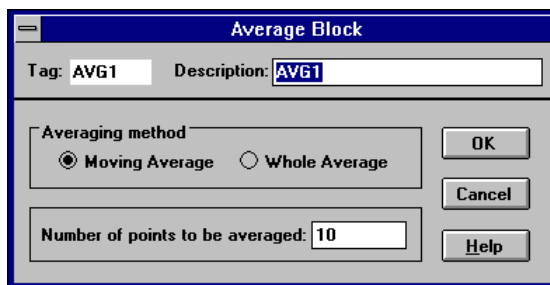 Average Block
Tag: AVG1 Description: AVG1
Averaging method
Moving Average Whole Average
Number of points to be averaged: 10
OK
Cancel
Help